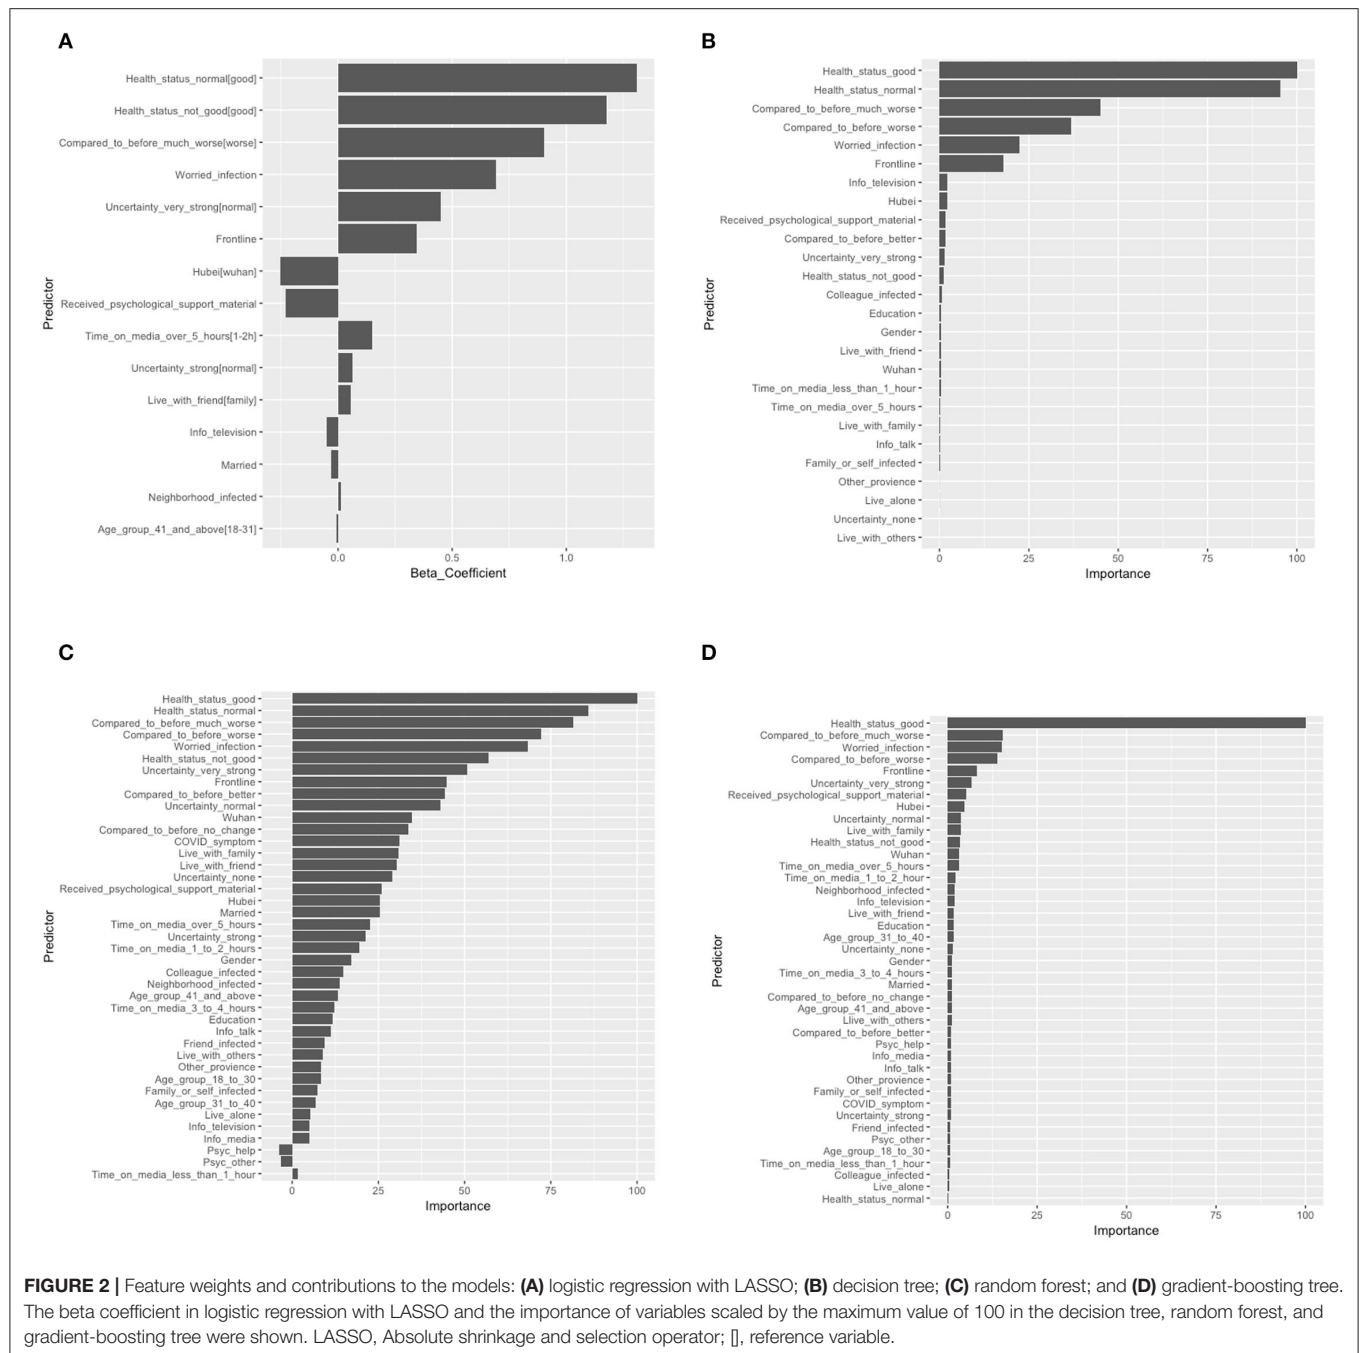 A
Health_status_normal[good]
Health_status_not_good[good]
Compared_to_before_much_worse[worse]
Worried_infection
Uncertainty_very_strong[normal]
Frontline
Hubei[wuhan]
Received_psychological_support_material
Time_on_media_over_5_hours[1-2h]
Uncertainty_strong[normal]
Live_with_friend[family]
Info_television
Married
Neighborhood_infected
Age_group_41_and_above[18-31]
Predictor
0.0 0.5 1.0
Beta_Coefficient
B
Health_status_good
Health_status_normal
Compared_to_before_much_worse
Compared_to_before_worse
Worried_infection
Frontline
Info_television
Hubei
Received_psychological_support_material
Compared_to_before_better
Uncertainty_very_strong
Health_status_not_good
Colleague_infected
Education
Gender
Live_with_friend
Wuhan
Time_on_media_less_than_1_hour
Time_on_media_over_5_hours
Live_with_family
Info_talk
Family_or_self_infected
Other_provience
Live_alone
Uncertainty_none
Live_with_others
Predictor
0 25 50 75 100
Importance
C
Health_status_good
Health_status_normal
Compared_to_before_much_worse
Compared_to_before_worse
Worried_infection
Health_status_not_good
Uncertainty_very_strong
Frontline
Compared_to_before_better
Uncertainty_normal
Wuhan
Compared_to_before_no_change
COVID_symptom
Live_with_family
Live_with_friend
Uncertainty_none
Received_psychological_support_material
Hubei
Married
Time_on_media_over_5_hours
Uncertainty_strong
Time_on_media_1_to_2_hours
Gender
Colleague_infected
Neighborhood_infected
Age_group_41_and_above
Time_on_media_3_to_4_hours
Education
Info_talk
Friend_infected
Live_with_others
Other_provience
Age_group_18_to_30
Family_or_self_infected
Age_group_31_to_40
Live_alone
Info_television
Info_media
Psyc_help
Psyc_other
Time_on_media_less_than_1_hour
Predictor
0 25 50 75 100
Importance
D
Health_status_good
Compared_to_before_much_worse
Worried_infection
Compared_to_before_worse
Frontline
Uncertainty_very_strong
Received_psychological_support_material
Hubei
Uncertainty_normal
Live_with_family
Health_status_not_good
Wuhan
Time_on_media_over_5_hours
Time_on_media_1_to_2_hour
Neighborhood_infected
Info_television
Live_with_friend
Education
Age_group_31_to_40
Uncertainty_none
Gender
Time_on_media_3_to_4_hours
Married
Compared_to_before_no_change
Age_group_41_and_above
Llive_with_others
Compared_to_before_better
Psyc_help
Info_media
Info_talk
Other_provience
Family_or_self_infected
COVID_symptom
Uncertainty_strong
Friend_infected
Psyc_other
Age_group_18_to_30
Time_on_media_less_than_1_hour
Colleague_infected
Live_alone
Health_status_normal
Predictor
0 25 50 75 100
Importance
FIGURE 2 | Feature weights and contributions to the models: (A) logistic regression with LASSO; (B) decision tree; (C) random forest; and (D) gradient-boosting tree.
The beta coefficient in logistic regression with LASSO and the importance of variables scaled by the maximum value of 100 in the decision tree, random forest, and
gradient-boosting tree were shown. LASSO, Absolute shrinkage and selection operator; [], reference variable.